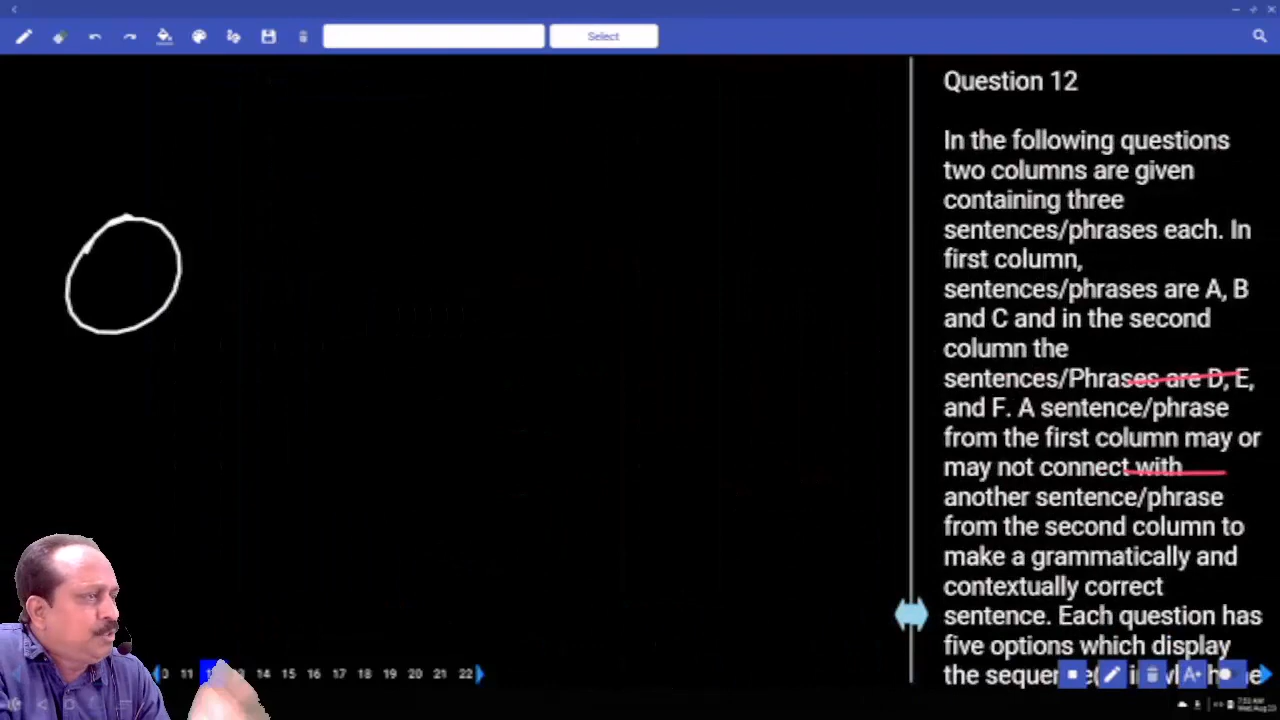 Select
Question 12
In the following questions
two columns are given
containing three
sentences/phrases each. In
first column,
sentences/phrases are A, B
and C and in the second
column the
sentences/Phrases are D, E,
and F. A sentence/phrase
from the first column may or
may not connect with
another sentence/phrase
from the second column to
make a grammatically and
contextually correct
sentence. Each question has
five options which display
the
11 14 15 16 17 18 19 20 21 22
A+
7:53 AM